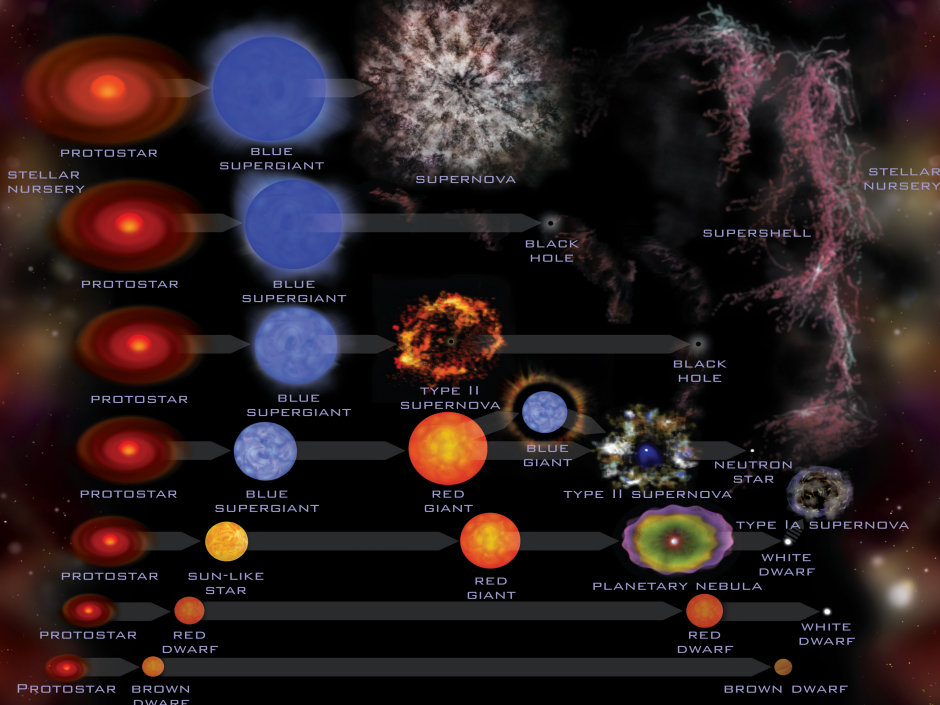 PROTOSTAR
BLUE
SUPERGIANT
SUPERNOVA
STELLAR
NURSERY
STELLAR
NURSERY
SUPERSHELL
PROTOSTAR
BLUE
SUPERGIANT
BLACK
HOLE
PROTOSTAR
BLUE
SUPERGIANT
TYPE II
SUPERNOVA
BLACK
HOLE
PROTOSTAR
BLUE
SUPERGIANT
RED
GIANT
BLUE
GIANT
TYPE II SUPERNOVA
NEUTRON
STAR
TYPE IA SUPERNOVA
PROTOSTAR
SUN-LIKE
STAR
RED
GIANT
PLANETARY NEBULA
WHITE
DWARF
PROTOSTAR
RED
DWARF
RED
DWARF
WHITE
DWARF
PROTOSTAR
BROWN
DWARF
BROWN DWARF